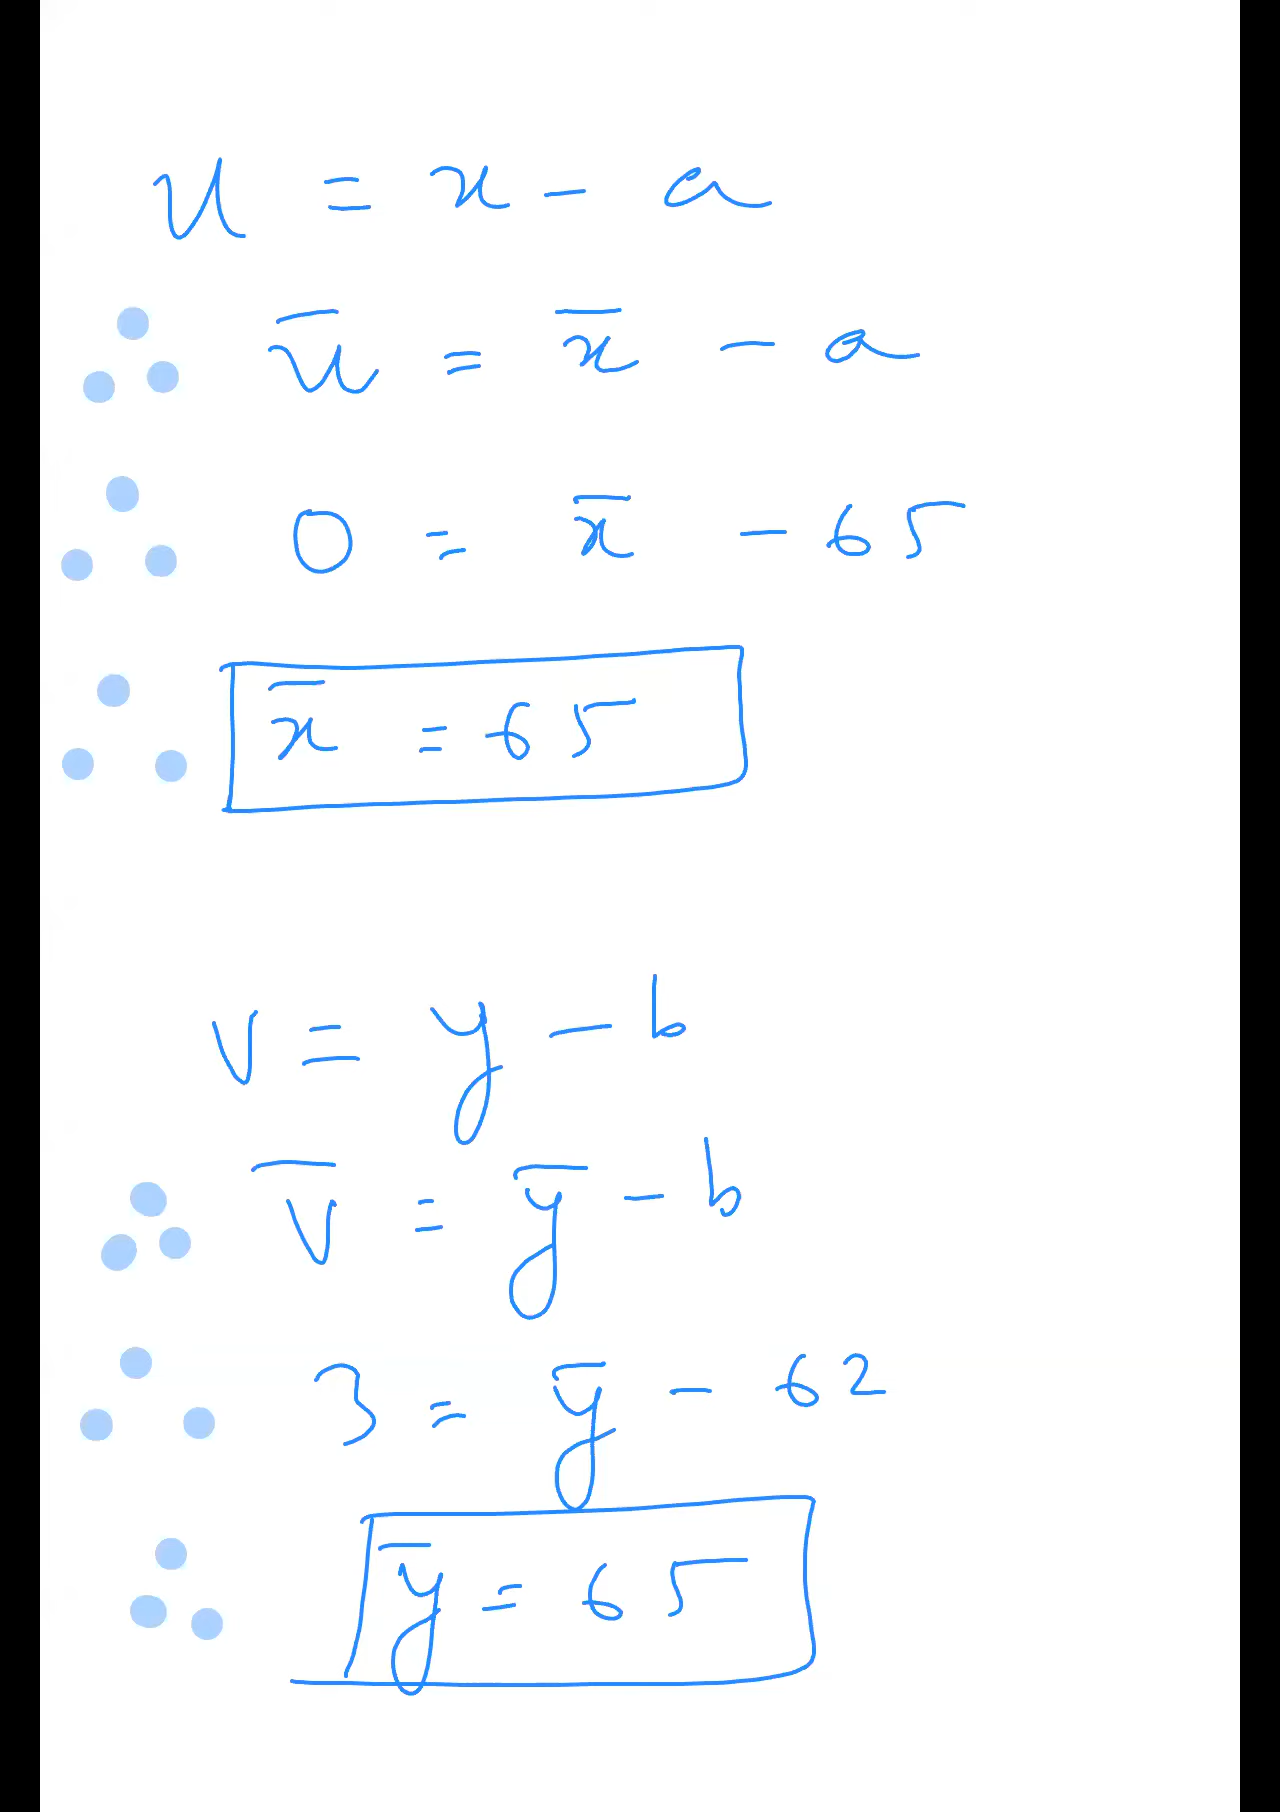 u = x - a
∴ u̅ = x̅ - a
∴ 0 = x̅ - 65
∴ x̅ = 65
v = y - b
∴ v̅ = y̅ - b
∴ 3 = y̅ - 62
∴ y̅ = 65